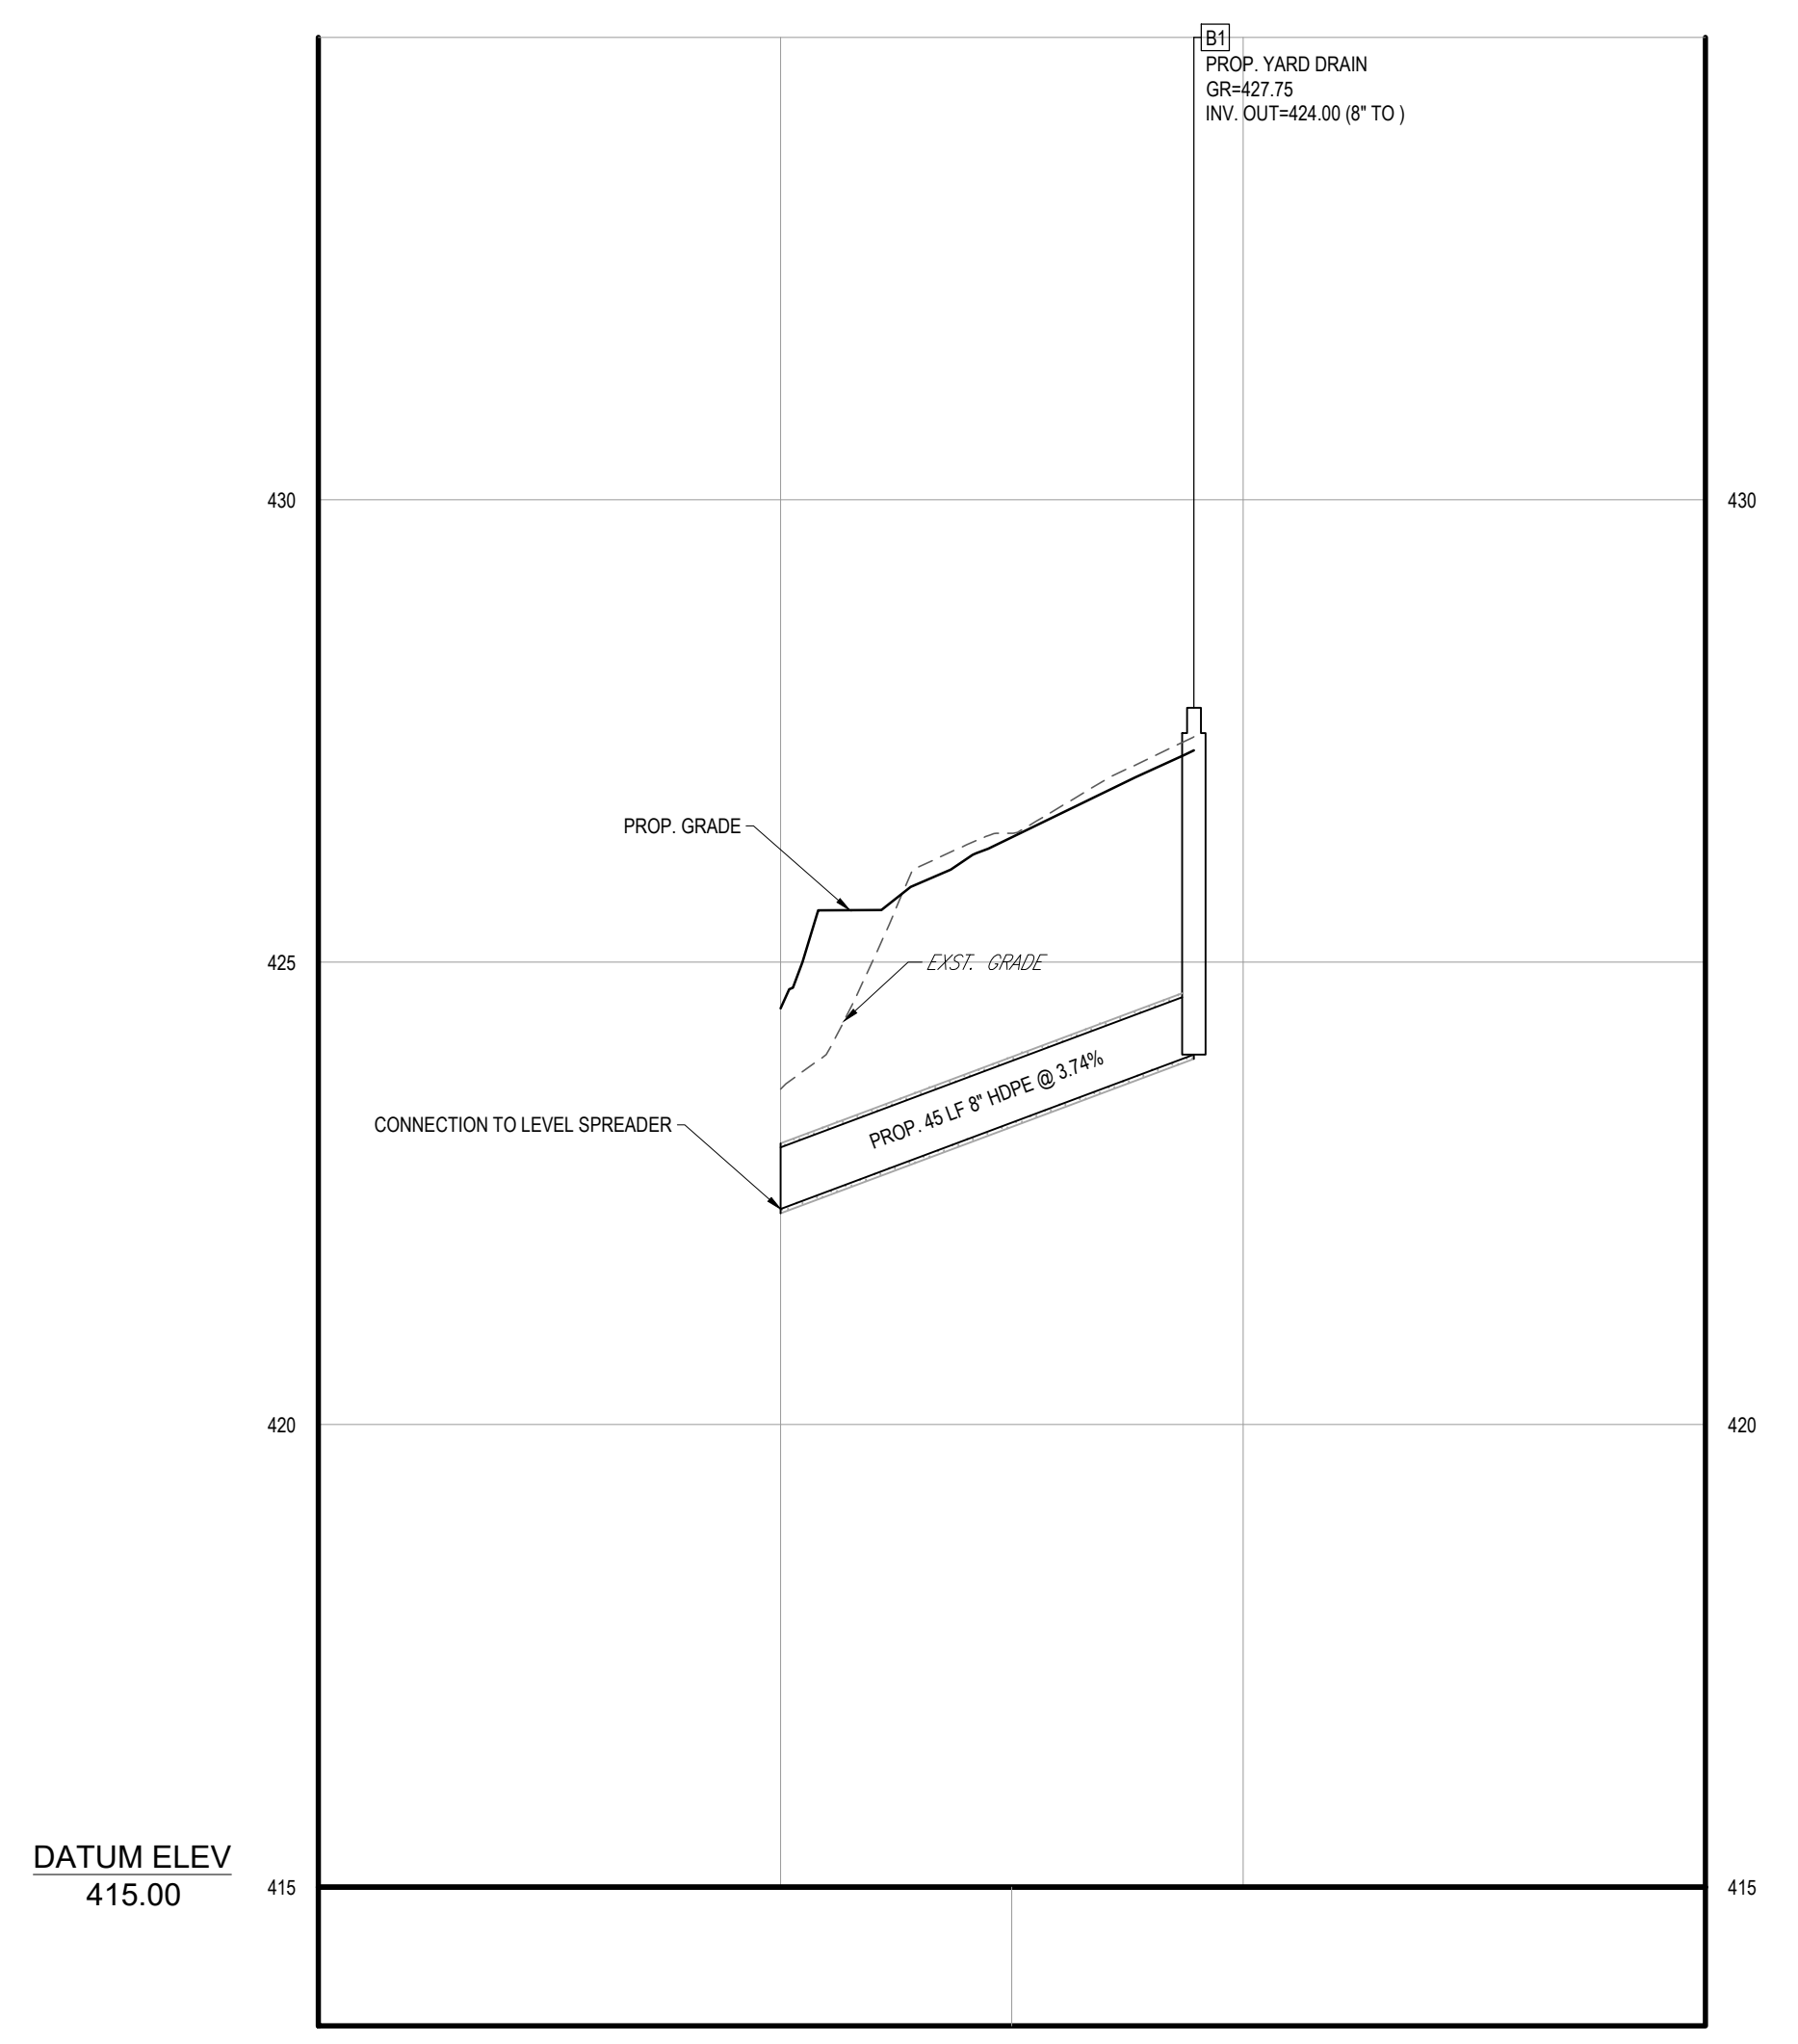 B1
PROP. YARD DRAIN
GR=427.75
INV. OUT=424.00 (8" TO )
430
430
PROP. GRADE
425
EXST. GRADE
425
PROP. 45 LF 8" HDPE @ 3.74%
CONNECTION TO LEVEL SPREADER
420
420
DATUM ELEV
415.00
415
415